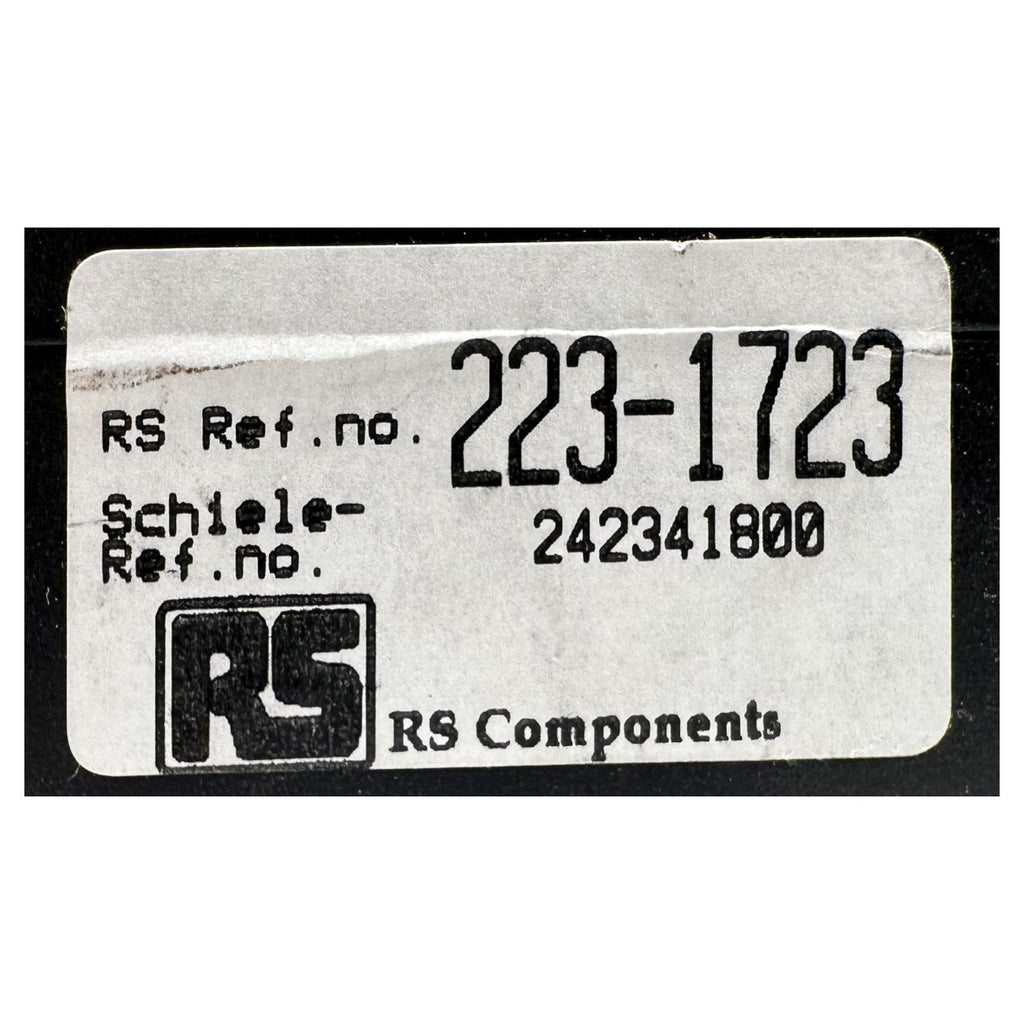 RS Ref.no. 223-1723
Schiele-
Ref.no. 242341800
RS
RS Components